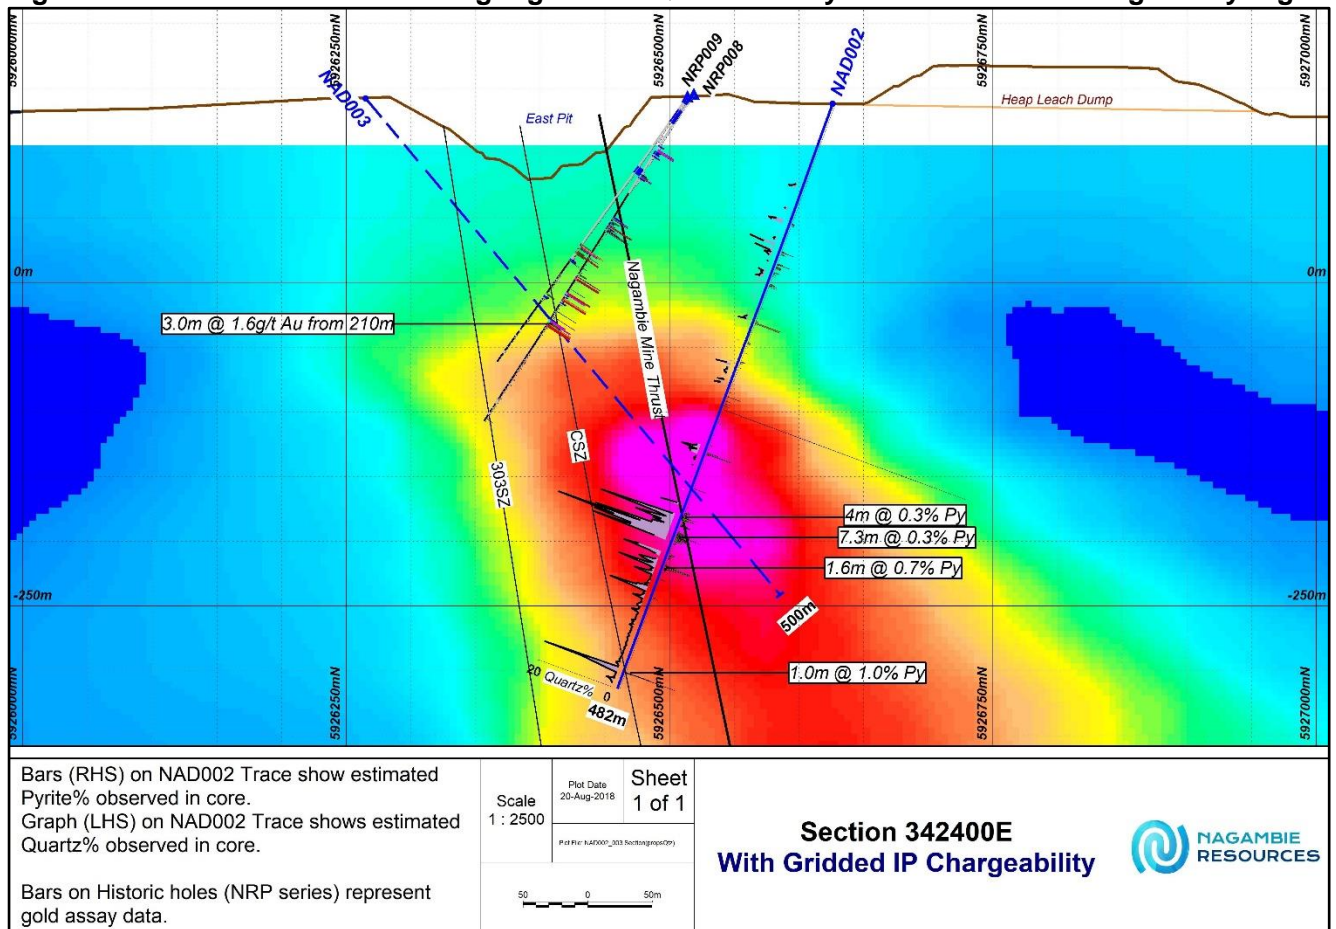 5926000mN
5926250mN
5926500mN
5926750mN
5927000mN
NAD003
East Pit
NRP009
NRP008
NAD002
Heap Leach Dump
0m
0m
Nagambie Mine Thrust
3.0m @ 1.6g/t Au from 210m
CSZ
303SZ
4m @ 0.3% Py
7.3m @ 0.3% Py
1.6m @ 0.7% Py
-250m
-250m
500m
1.0m @ 1.0% Py
20 Quartz% 0
482m
5926000mN
5926250mN
5926500mN
5926750mN
5927000mN
Bars (RHS) on NAD002 Trace show estimated
Pyrite% observed in core.
Graph (LHS) on NAD002 Trace shows estimated
Quartz% observed in core.
Bars on Historic holes (NRP series) represent
gold assay data.
Scale
1 : 2500
Plot Date
20-Aug-2018
Sheet
1 of 1
50 0 50m
Section 342400E
With Gridded IP Chargeability
NAGAMBIE
RESOURCES